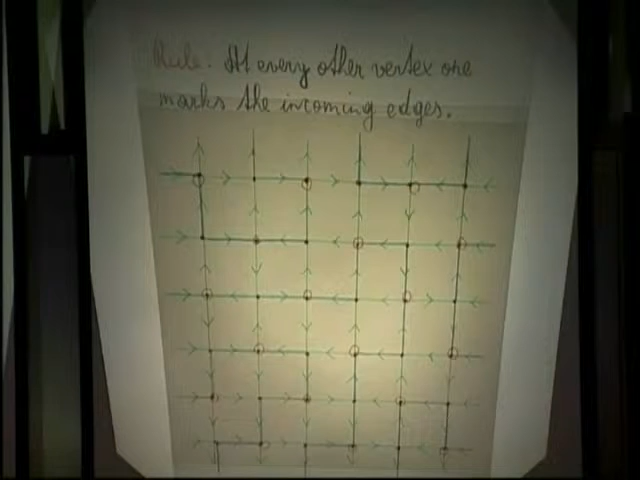 Rule. At every other vertex one
marks the incoming edges.